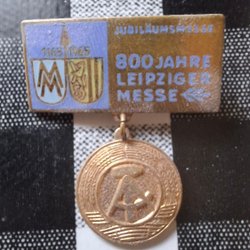 JUBILÄUMSMESSE
1165 1965
800 JAHRE
LEIPZIGER
MESSE